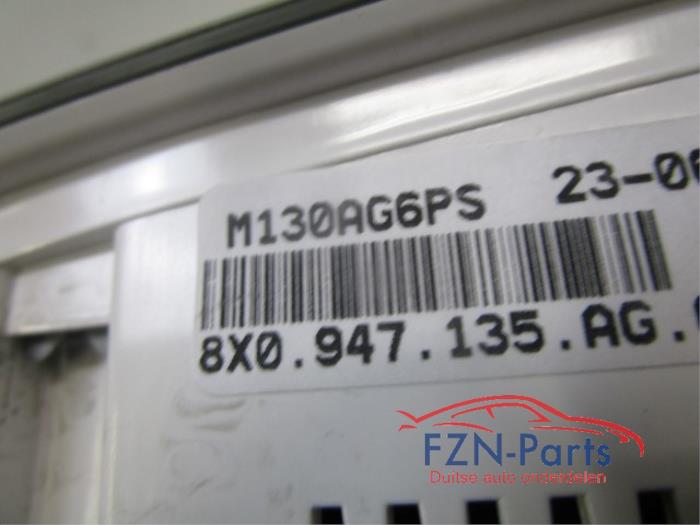 M130AG6PS 23-0
8X0.947.135.AG.
FZN-Parts
Duitse auto onderdelen